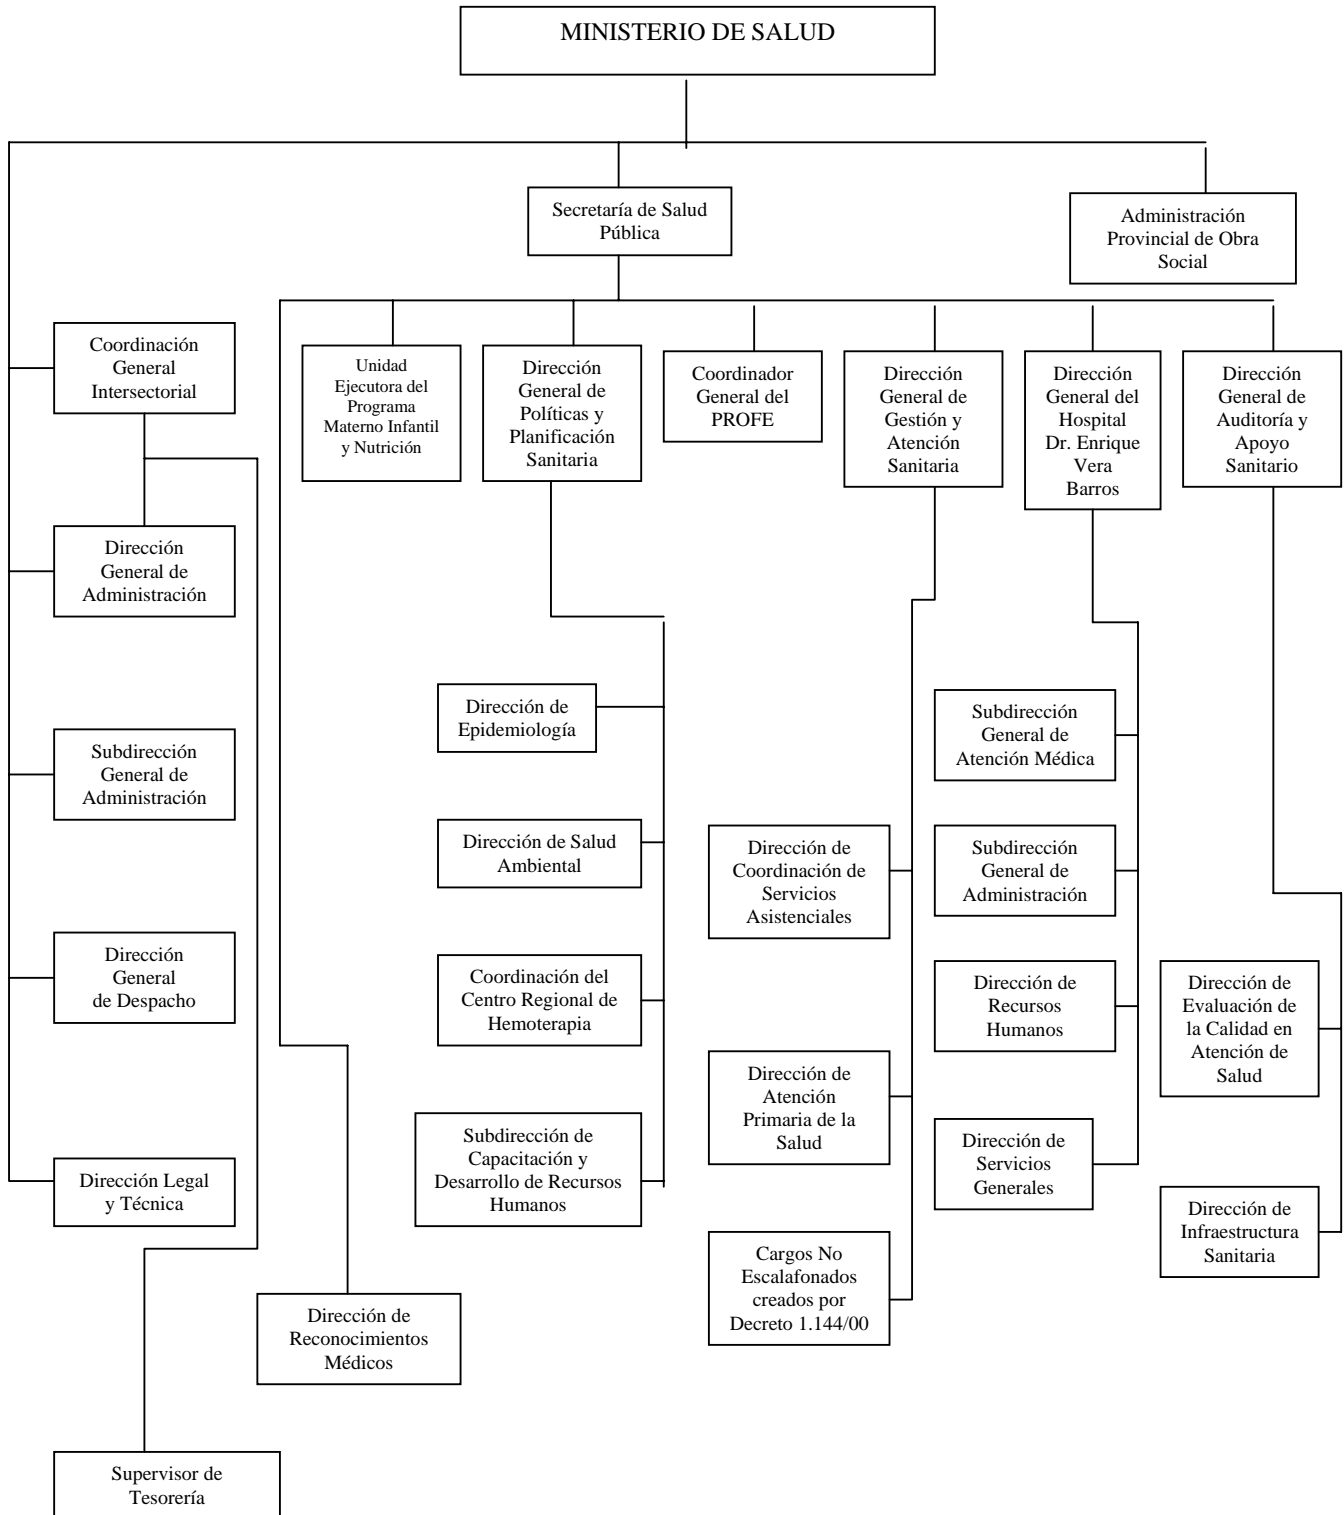 MINISTERIO DE SALUD
Secretaría de Salud
Pública
Administración
Provincial de Obra
Social
Coordinación
General
Intersectorial
Unidad
Ejecutora del
Programa
Materno Infantil
y Nutrición
Dirección
General de
Políticas y
Planificación
Sanitaria
Coordinador
General del
PROFE
Dirección
General de
Gestión y
Atención
Sanitaria
Dirección
General del
Hospital
Dr. Enrique
Vera
Barros
Dirección
General de
Auditoría y
Apoyo
Sanitario
Dirección
General de
Administración
Dirección de
Epidemiología
Subdirección
General de
Atención Médica
Subdirección
General de
Administración
Dirección de Salud
Ambiental
Dirección de
Coordinación de
Servicios
Asistenciales
Subdirección
General de
Administración
Dirección
General
de Despacho
Coordinación del
Centro Regional de
Hemoterapia
Dirección de
Recursos
Humanos
Dirección de
Evaluación de
la Calidad en
Atención de
Salud
Dirección de
Atención
Primaria de la
Salud
Dirección Legal
y Técnica
Subdirección de
Capacitación y
Desarrollo de Recursos
Humanos
Dirección de
Servicios
Generales
Dirección de
Infraestructura
Sanitaria
Cargos No
Escalafonados
creados por
Decreto 1.144/00
Dirección de
Reconocimientos
Médicos
Supervisor de
Tesorería